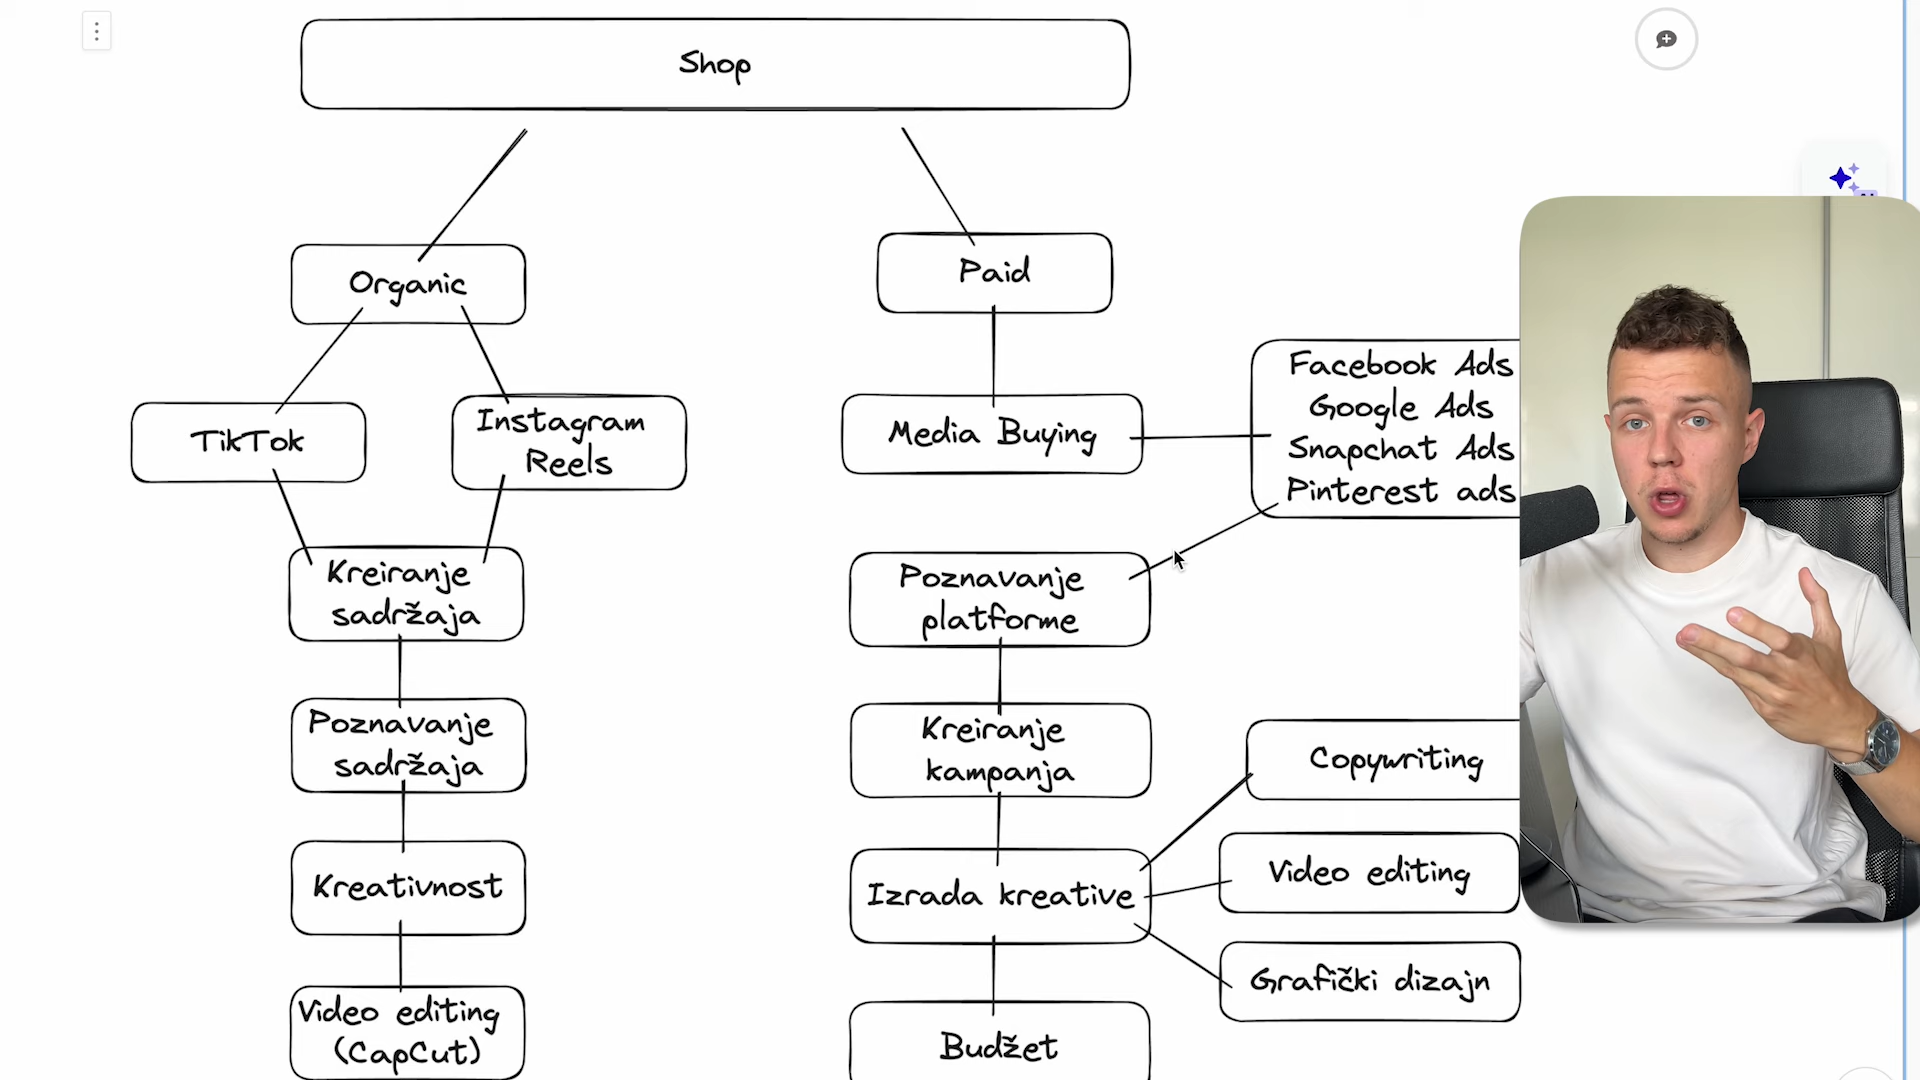 Shop
Organic
Paid
TikTok
Instagram
Reels
Media Buying
Facebook Ads
Google Ads
Snapchat Ads
Pinterest ads
Kreiranje
sadržaja
Poznavanje
platforme
Poznavanje
sadržaja
Kreiranje
kampanja
Copywriting
Kreativnost
Izrada kreative
Video editing
Grafički dizajn
Video editing
(CapCut)
Budžet